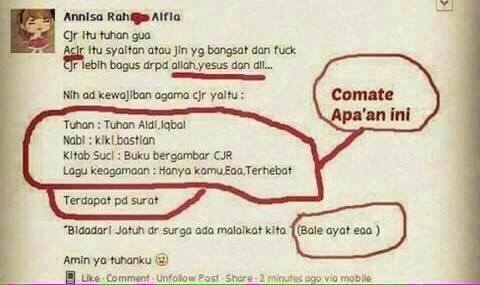 Annisa Rah Alfia
Cjr itu tuhan gua
Acjr itu syaitan atau jin yg bangsat dan fuck
Cjr lebih bagus drpd allah,yesus dan dll...
Nih ad kewajiban agama cjr yaitu :
Comate
Apa'an ini
Tuhan : Tuhan Aldi,Iqbal
Nabi : kiki,bastian
Kitab Suci : Buku bergambar CJR
Lagu keagamaan : Hanya kamu,Eaa,Terhebat
Terdapat pd surat
"Bidadari Jatuh dr surga ada malaikat kita " (Bale ayat eaa )
Amin ya tuhanku
Like · Comment · Unfollow Post · Share · 2 minutes ago via mobile